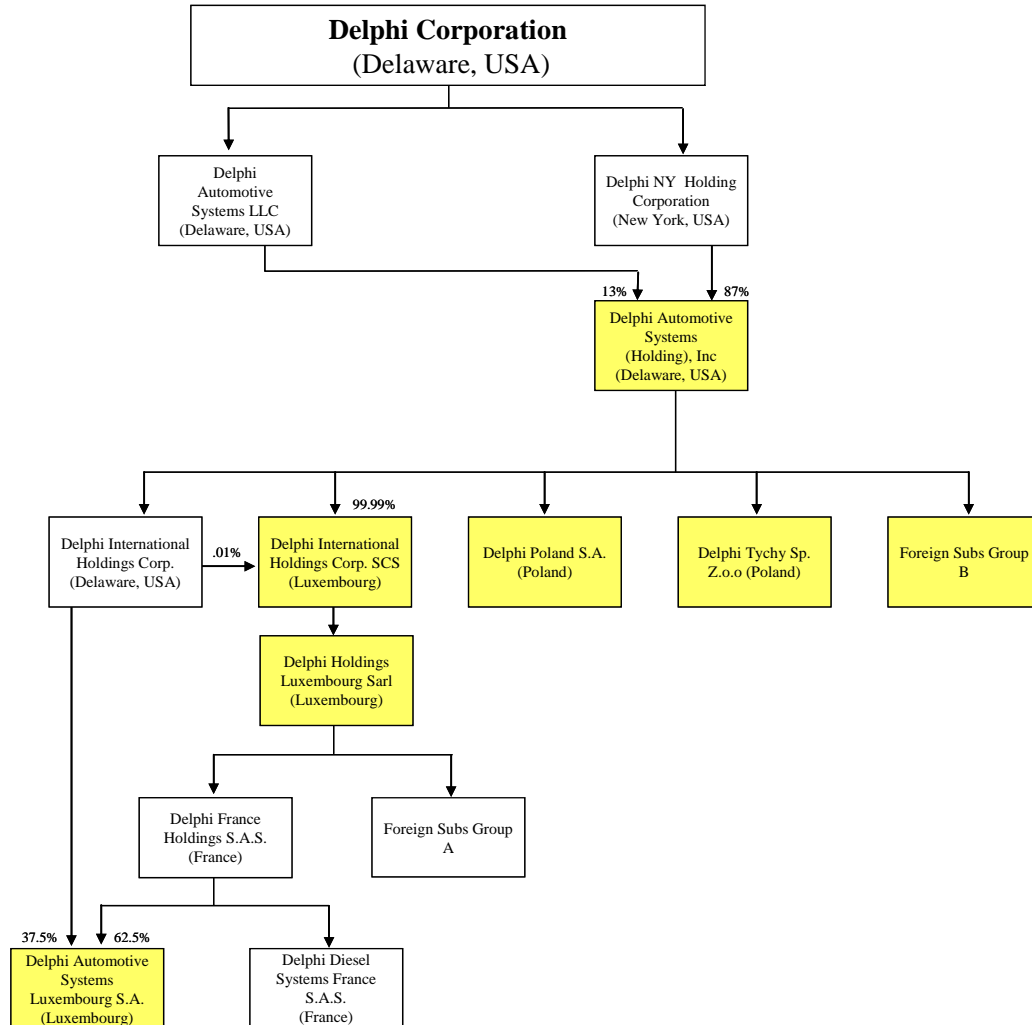 Delphi Corporation
(Delaware, USA)
Delphi
Automotive
Systems LLC
(Delaware, USA)
Delphi NY Holding
Corporation
(New York, USA)
13%
87%
Delphi Automotive
Systems
(Holding), Inc
(Delaware, USA)
99.99%
Delphi International
Holdings Corp.
(Delaware, USA)
.01%
Delphi International
Holdings Corp. SCS
(Luxembourg)
Delphi Poland S.A.
(Poland)
Delphi Tychy Sp.
Z.o.o (Poland)
Foreign Subs Group
B
Delphi Holdings
Luxembourg Sarl
(Luxembourg)
Delphi France
Holdings S.A.S.
(France)
Foreign Subs Group
A
37.5%
62.5%
Delphi Automotive
Systems
Luxembourg S.A.
(Luxembourg)
Delphi Diesel
Systems France
S.A.S.
(France)